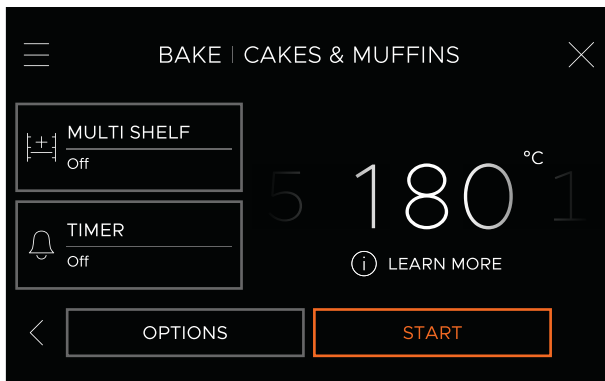 BAKE | CAKES & MUFFINS
MULTI SHELF
Off
5 180 °C 1
TIMER
Off
LEARN MORE
OPTIONS
START